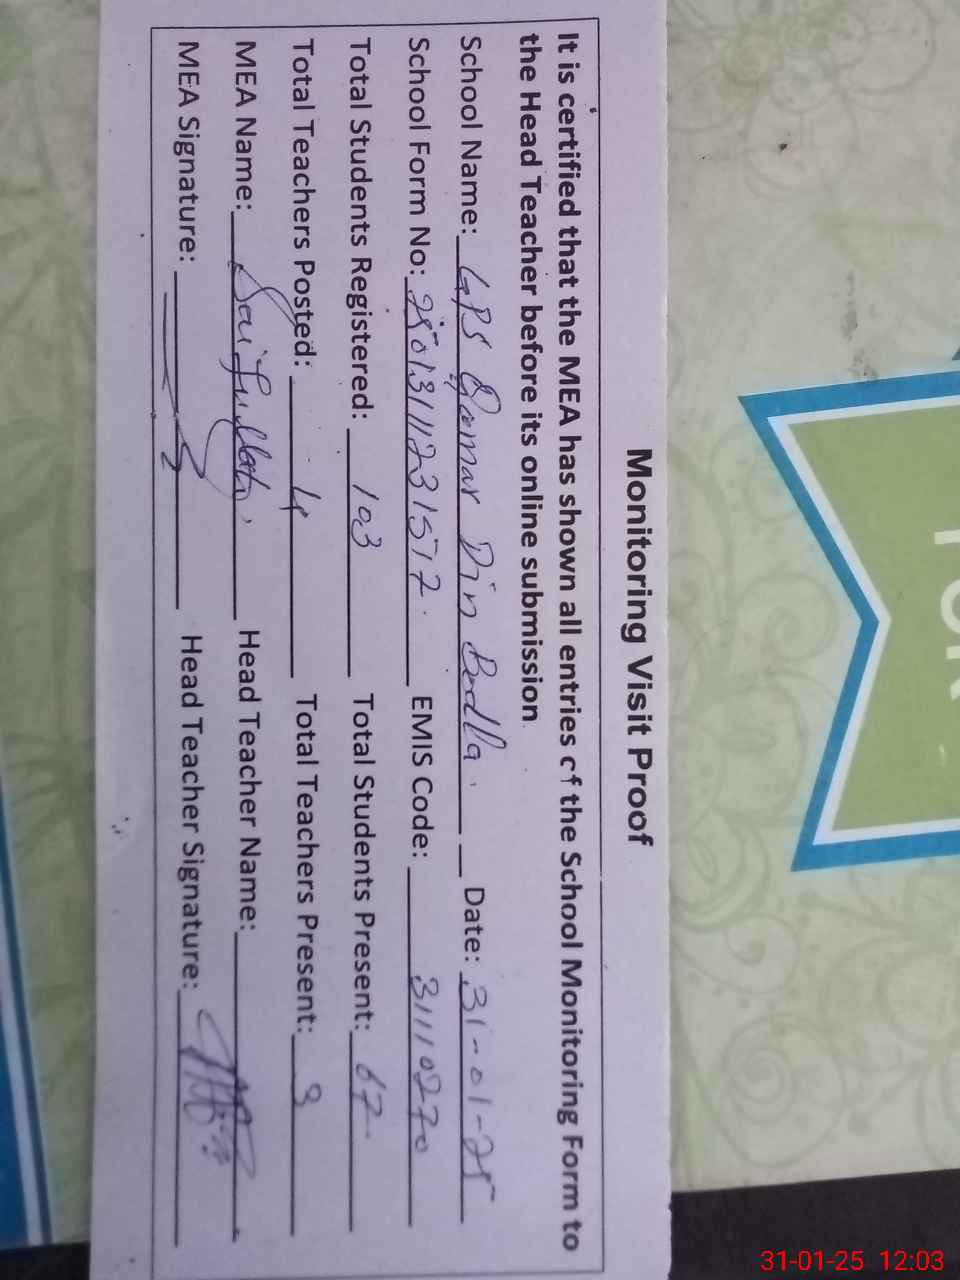 Monitoring Visit Proof
It is certified that the MEA has shown all entries of the School Monitoring Form to
the Head Teacher before its online submission.
School Name: GPS Qamar Din Bedlla. Date: 31-01-25
School Form No: 2501311123157 EMIS Code: 31110270
Total Students Registered: 103 Total Students Present: 67
Total Teachers Posted: 4 Total Teachers Present: 3
MEA Name: Saifullah Head Teacher Name:
MEA Signature: Head Teacher Signature:
31-01-25 12:03